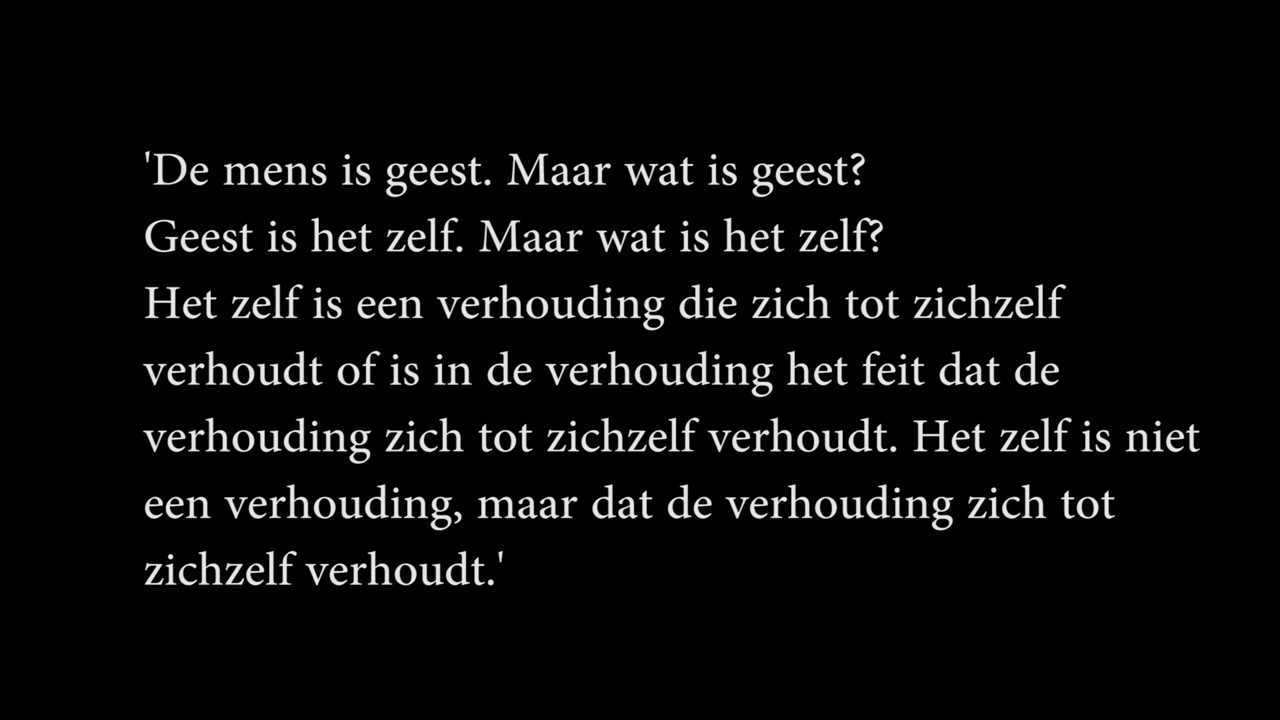 'De mens is geest. Maar wat is geest?
Geest is het zelf. Maar wat is het zelf?
Het zelf is een verhouding die zich tot zichzelf
verhoudt of is in de verhouding het feit dat de
verhouding zich tot zichzelf verhoudt. Het zelf is niet
een verhouding, maar dat de verhouding zich tot
zichzelf verhoudt.'